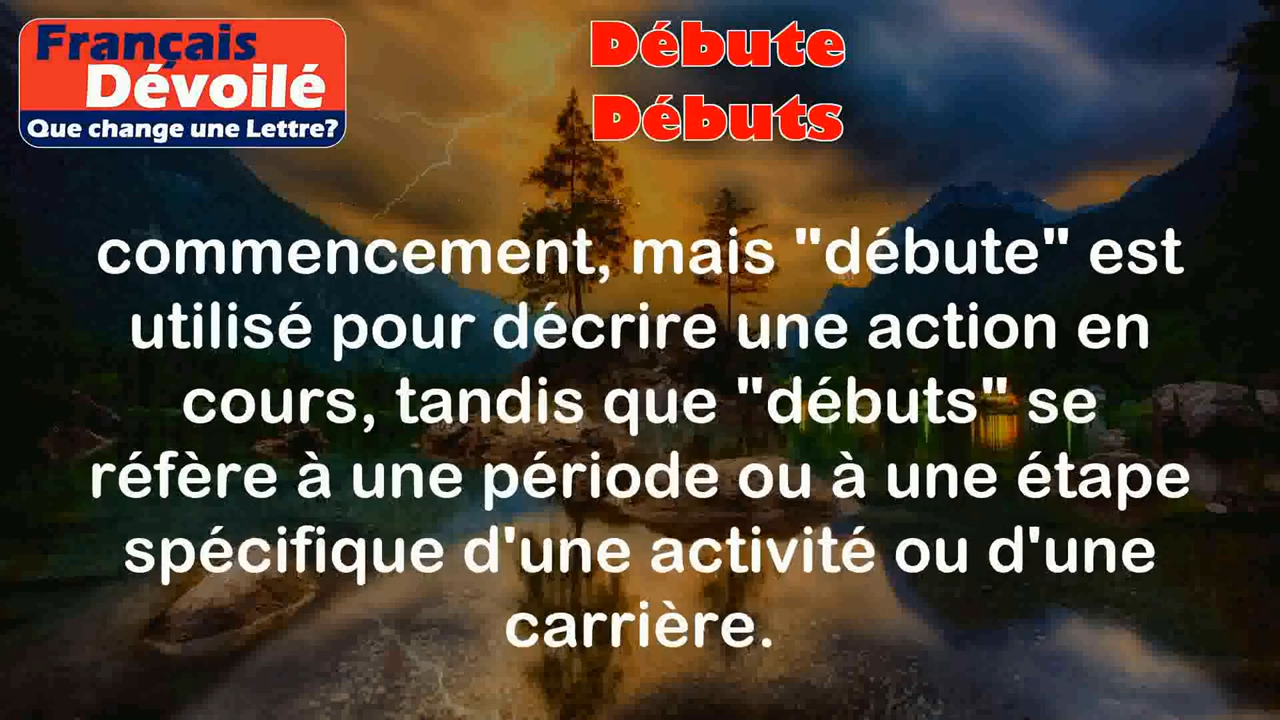 Français
Dévoilé
Que change une Lettre?
Débute
Débuts
commencement, mais "débute" est
utilisé pour décrire une action en
cours, tandis que "débuts" se
réfère à une période ou à une étape
spécifique d'une activité ou d'une
carrière.